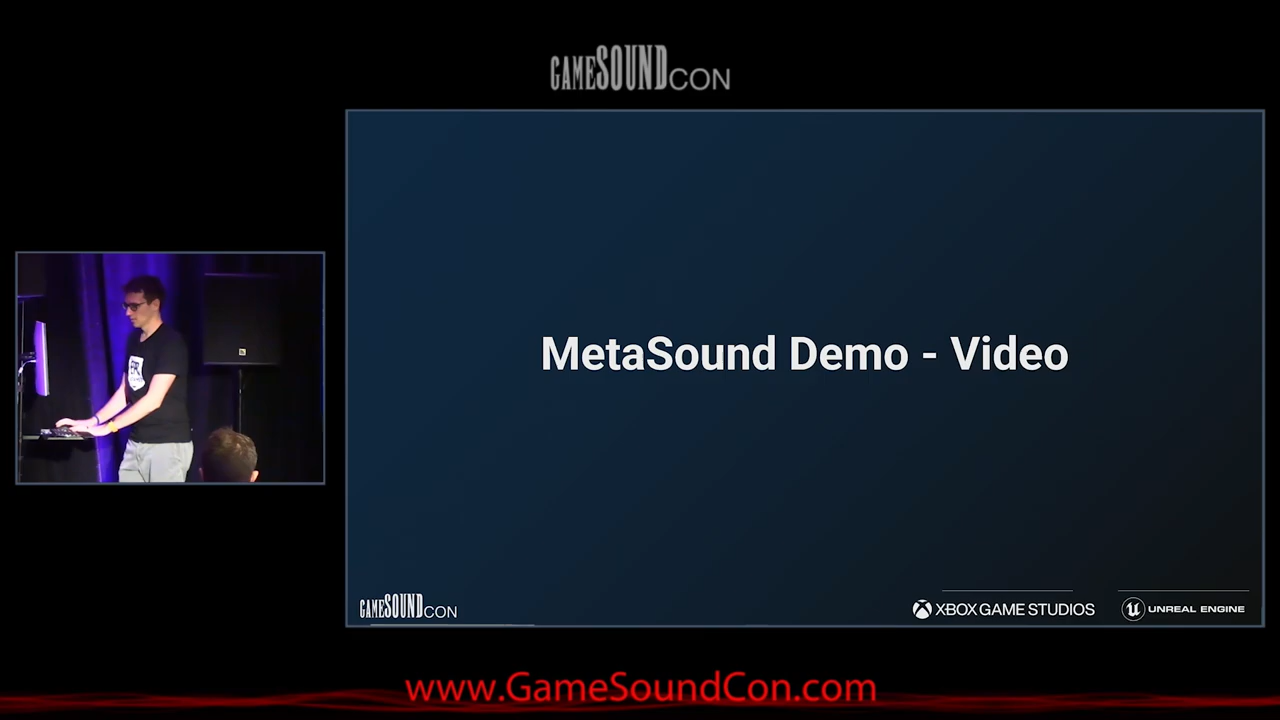 GAMESOUNDCON
MetaSound Demo - Video
GAMESOUNDCON
XBOX GAME STUDIOS
UNREAL ENGINE
www.GameSoundCon.com